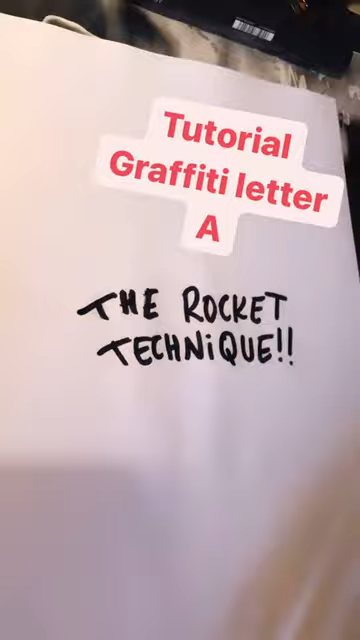 Tutorial
Graffiti letter
A
THE ROCKET
TECHNiQUE!!